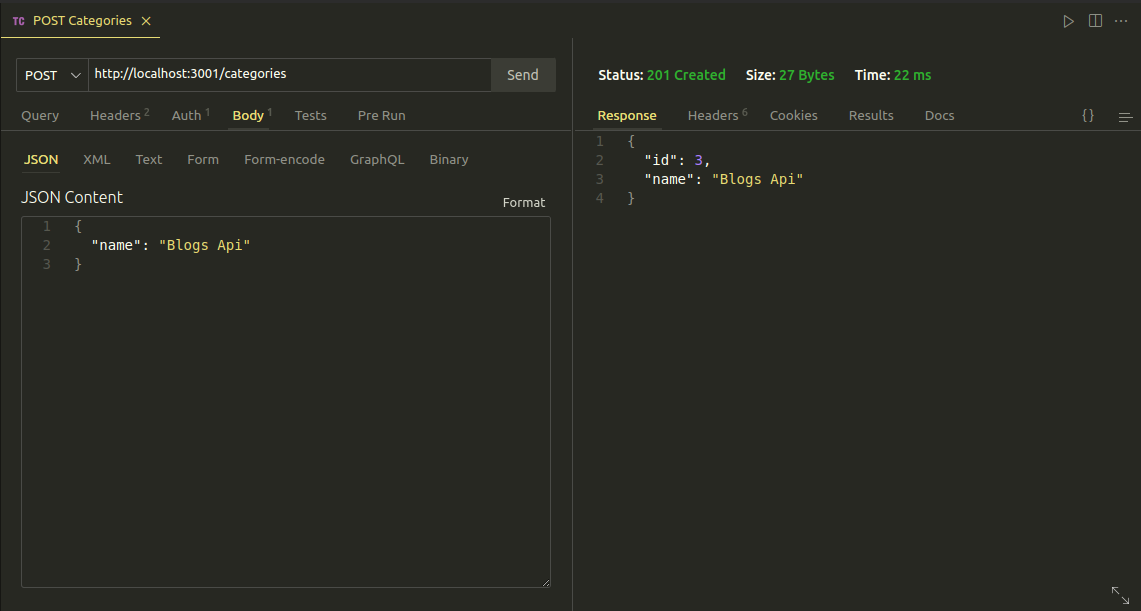 TC POST Categories
POST http://localhost:3001/categories Send
Query Headers 2 Auth 1 Body 1 Tests Pre Run
JSON XML Text Form Form-encode GraphQL Binary
JSON Content
Format
1 {
2 "name": "Blogs Api"
3 }
Status: 201 Created Size: 27 Bytes Time: 22 ms
Response Headers 6 Cookies Results Docs {}
1 {
2 "id": 3,
3 "name": "Blogs Api"
4 }